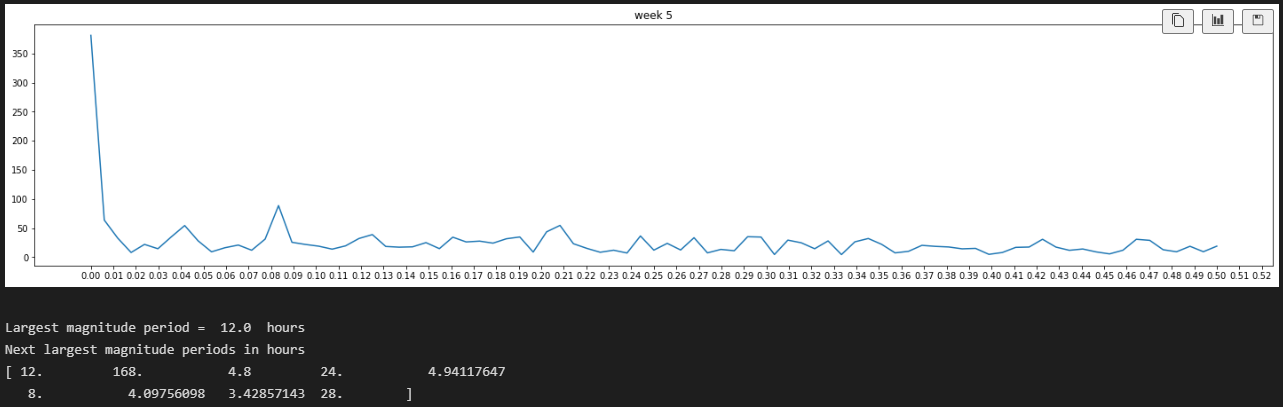 week 5
350
300
250
200
150
100
50
0
0.00 0.01 0.02 0.03 0.04 0.05 0.06 0.07 0.08 0.09 0.10 0.11 0.12 0.13 0.14 0.15 0.16 0.17 0.18 0.19 0.20 0.21 0.22 0.23 0.24 0.25 0.26 0.27 0.28 0.29 0.30 0.31 0.32 0.33 0.34 0.35 0.36 0.37 0.38 0.39 0.40 0.41 0.42 0.43 0.44 0.45 0.46 0.47 0.48 0.49 0.50 0.51 0.52
Largest magnitude period =  12.0  hours
Next largest magnitude periods in hours
[ 12.         168.           4.8         24.           4.94117647
   8.           4.09756098   3.42857143  28.        ]